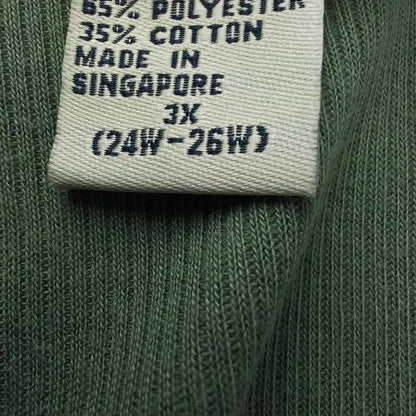 65% POLYESTER
35% COTTON
MADE IN
SINGAPORE
3X
(24W-26W)